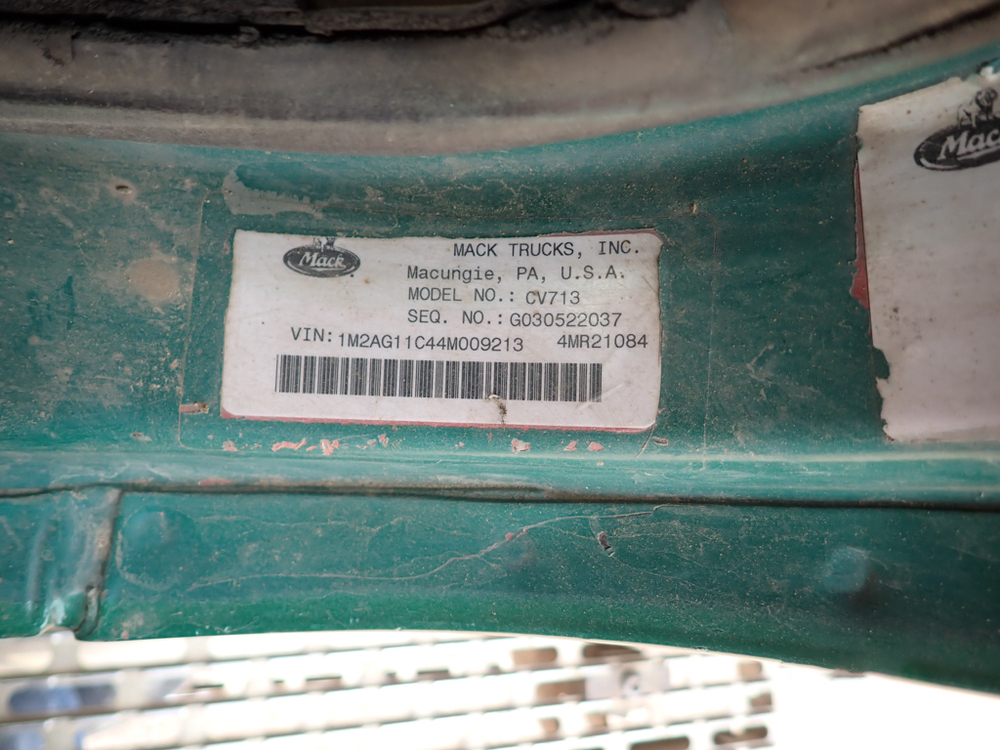 Mack
MACK TRUCKS, INC.
Macungie, PA, U.S.A.
MODEL NO.: CV713
SEQ. NO.: G030522037
VIN: 1M2AG11C44M009213 4MR21084
Mack